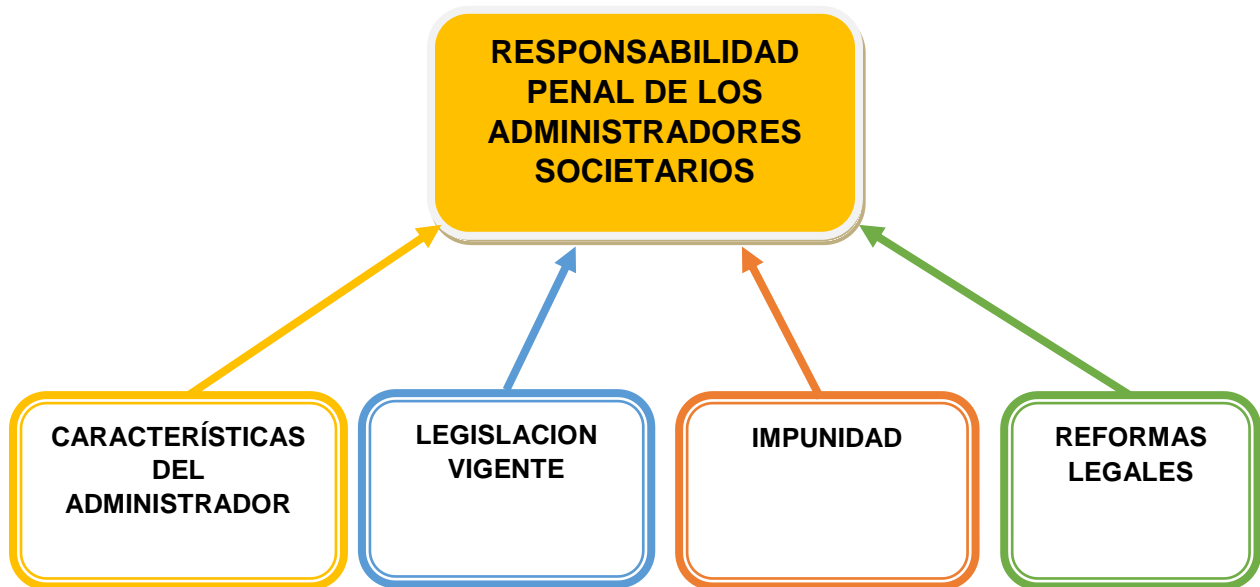 RESPONSABILIDAD
PENAL DE LOS
ADMINISTRADORES
SOCIETARIOS
CARACTERÍSTICAS
DEL
ADMINISTRADOR
LEGISLACION
VIGENTE
IMPUNIDAD
REFORMAS
LEGALES